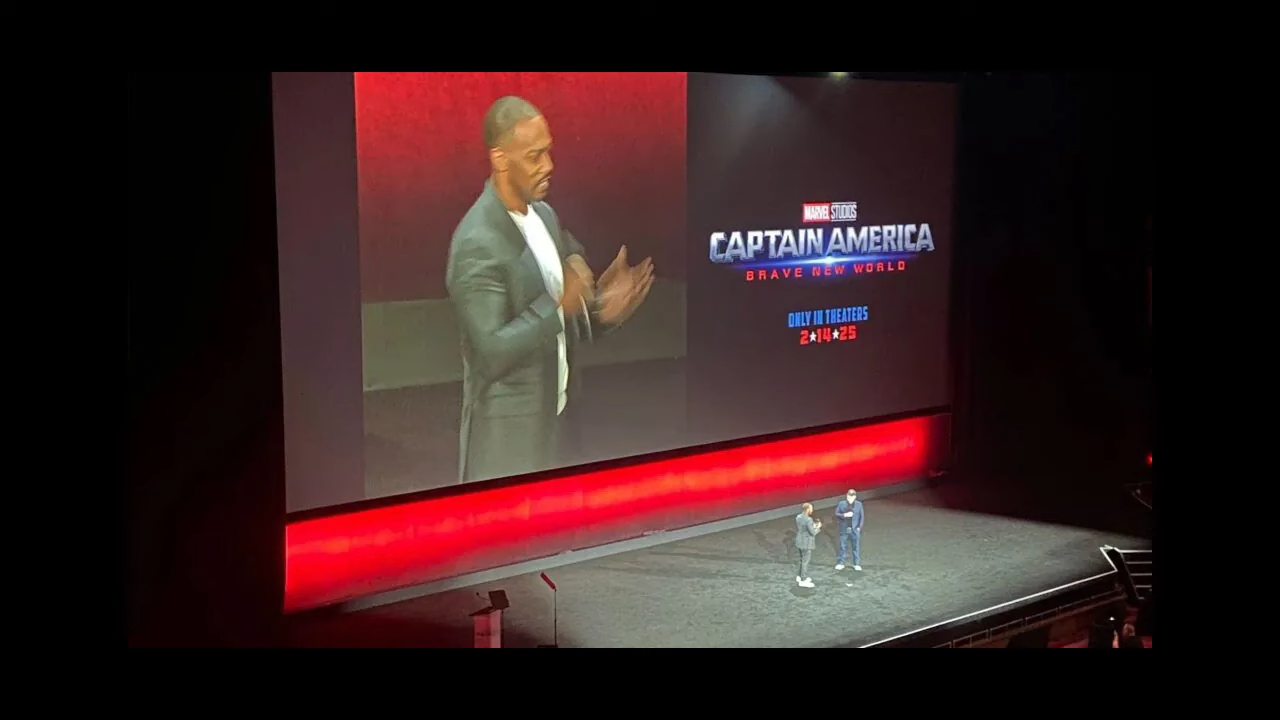 MARVEL STUDIOS
CAPTAIN AMERICA
BRAVE NEW WORLD
ONLY IN THEATERS
2★14★25